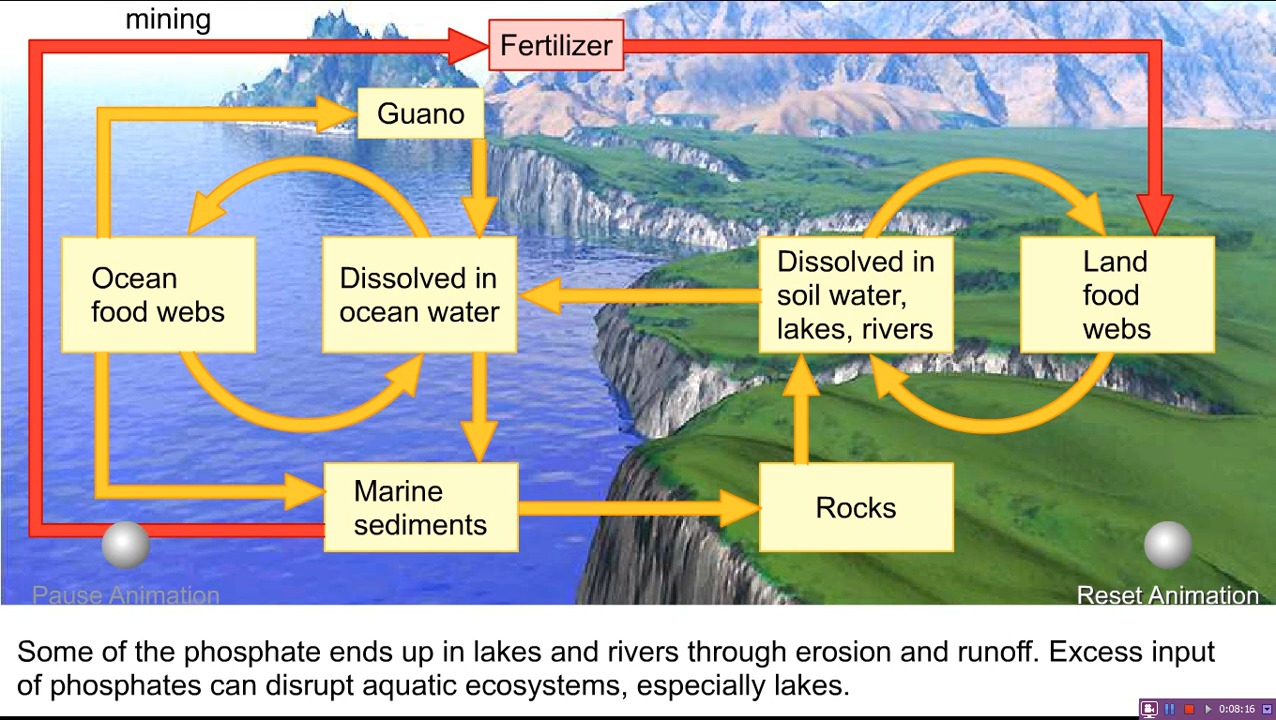 mining
Fertilizer
Guano
Ocean
food webs
Dissolved in
ocean water
Dissolved in
soil water,
lakes, rivers
Land
food
webs
Marine
sediments
Rocks
Pause Animation
Reset Animation
Some of the phosphate ends up in lakes and rivers through erosion and runoff. Excess input
of phosphates can disrupt aquatic ecosystems, especially lakes.
0:08:16